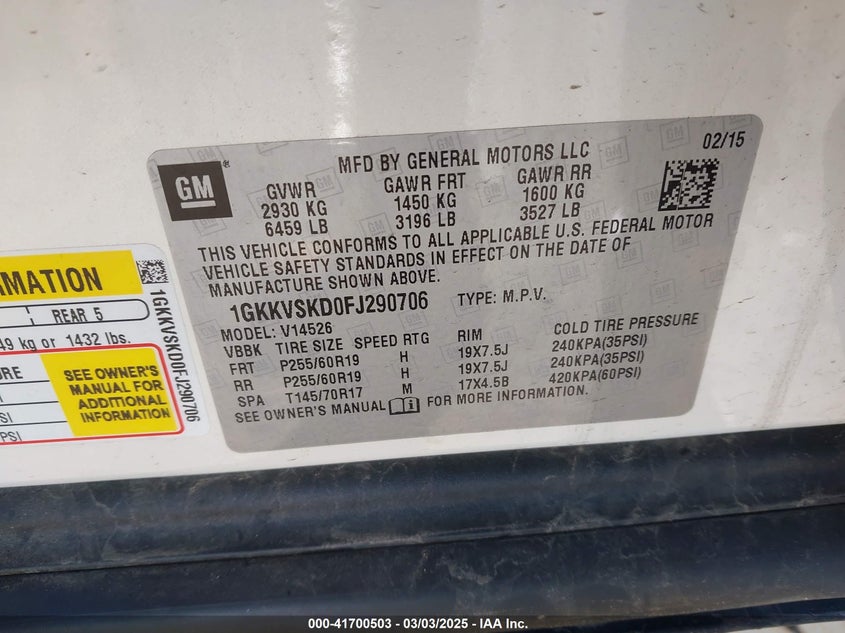 GM
MFD BY GENERAL MOTORS LLC
02/15
GVWR GAWR FRT GAWR RR
2930 KG 1450 KG 1600 KG
6459 LB 3196 LB 3527 LB
THIS VEHICLE CONFORMS TO ALL APPLICABLE U.S. FEDERAL MOTOR
VEHICLE SAFETY STANDARDS IN EFFECT ON THE DATE OF
MANUFACTURE SHOWN ABOVE.
1GKKVSKD0FJ290706 TYPE: M.P.V.
MODEL: V14526
VBBK TIRE SIZE SPEED RTG RIM COLD TIRE PRESSURE
FRT P255/60R19 H 19X7.5J 240KPA(35PSI)
RR P255/60R19 H 19X7.5J 240KPA(35PSI)
SPA T145/70R17 M 17X4.5B 420KPA(60PSI)
SEE OWNER'S MANUAL FOR MORE INFORMATION.
REAR 5
kg or 1432 lbs.
SEE OWNER'S
MANUAL FOR
ADDITIONAL
INFORMATION
PSI
1GKKVSKD0FJ290706
000-41700503 - 03/03/2025 - IAA Inc.